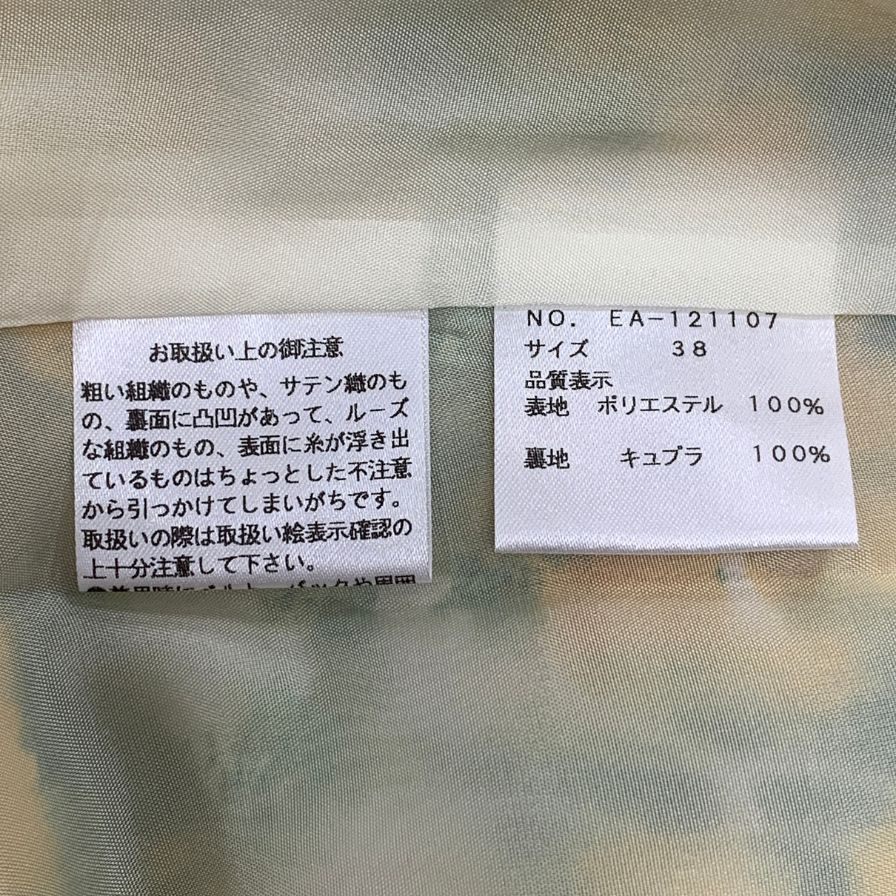 お取扱い上の御注意
粗い組織のものや、サテン織のも
の、裏面に凸凹があって、ルーズ
な組織のもの、表面に糸が浮き出
ているものはちょっとした不注意
から引っかけてしまいがちです。
取扱いの際は取扱い絵表示確認の
上十分注意して下さい。
NO. EA-121107
サイズ 38
品質表示
表地 ポリエステル 100%
裏地 キュプラ 100%